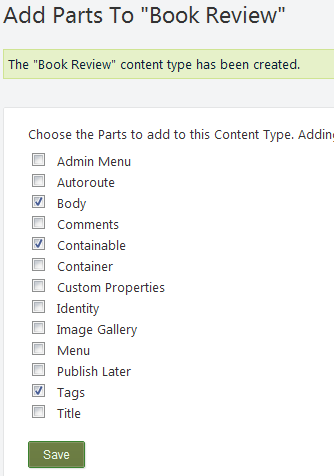 Add Parts To "Book Review"
The "Book Review" content type has been created.
Choose the Parts to add to this Content Type. Adding
Admin Menu
Autoroute
Body
Comments
Containable
Container
Custom Properties
Identity
Image Gallery
Menu
Publish Later
Tags
Title
Save